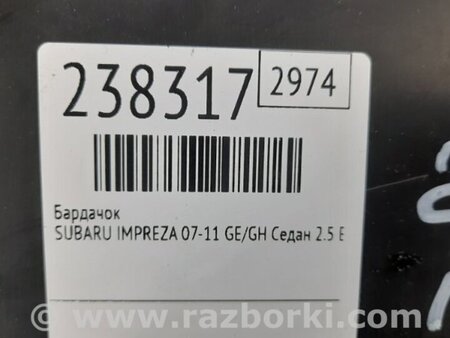 238317 2974
Бардачок
SUBARU IMPREZA 07-11 GE/GH Седан 2.5 E
© www.razborki.com